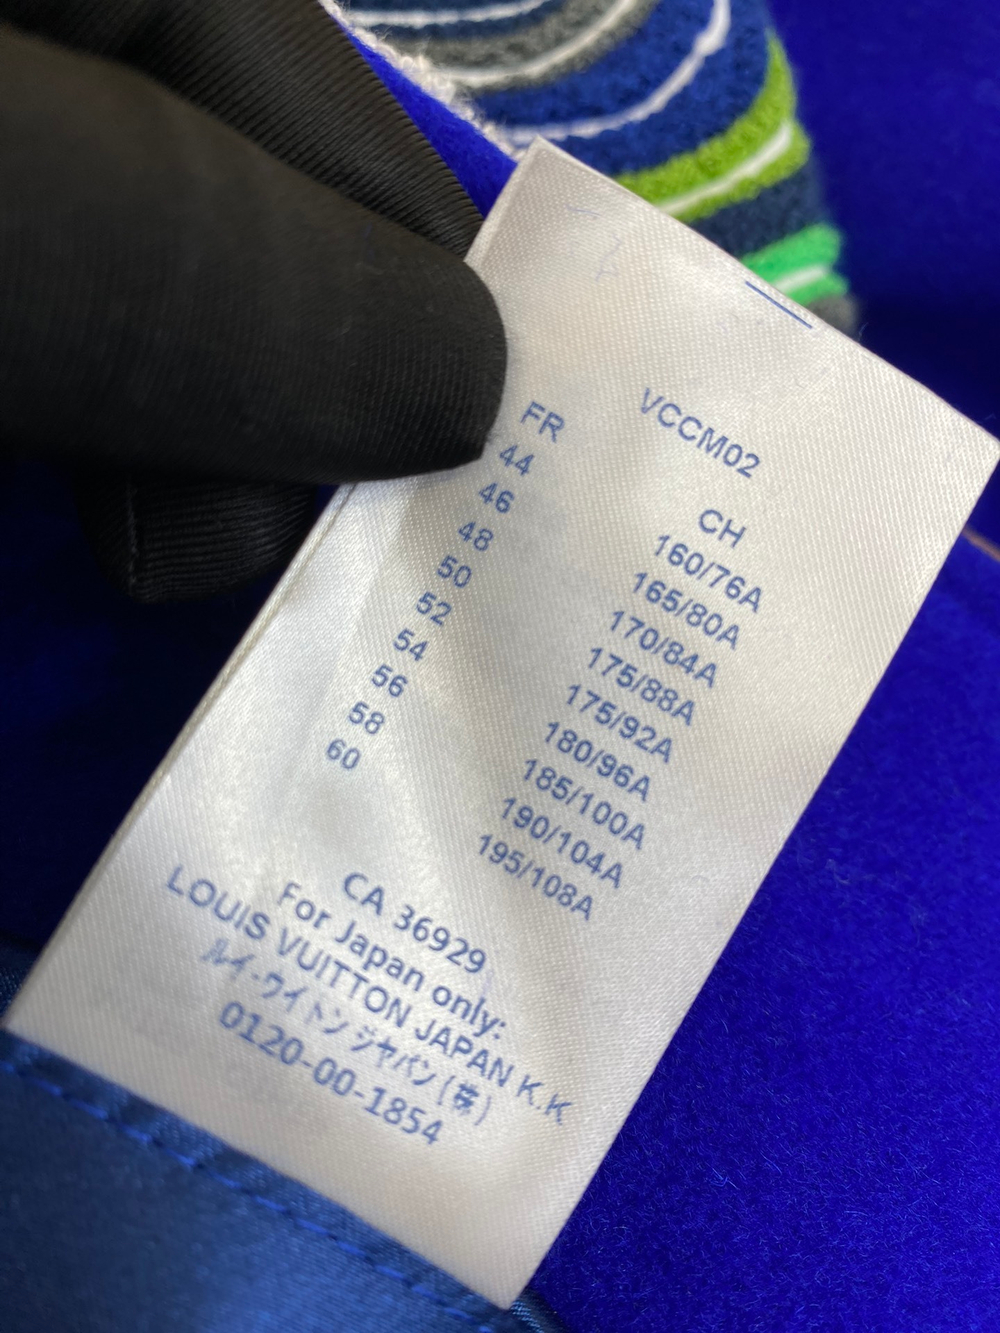 VCCM02
FR CH
44 160/76A
46 165/80A
48 170/84A
50 175/88A
52 175/92A
54 180/96A
56 185/100A
58 190/104A
60 195/108A
CA 36929
For Japan only:
LOUIS VUITTON JAPAN K.K
ルイ・ヴィトン ジャパン(株)
0120-00-1854